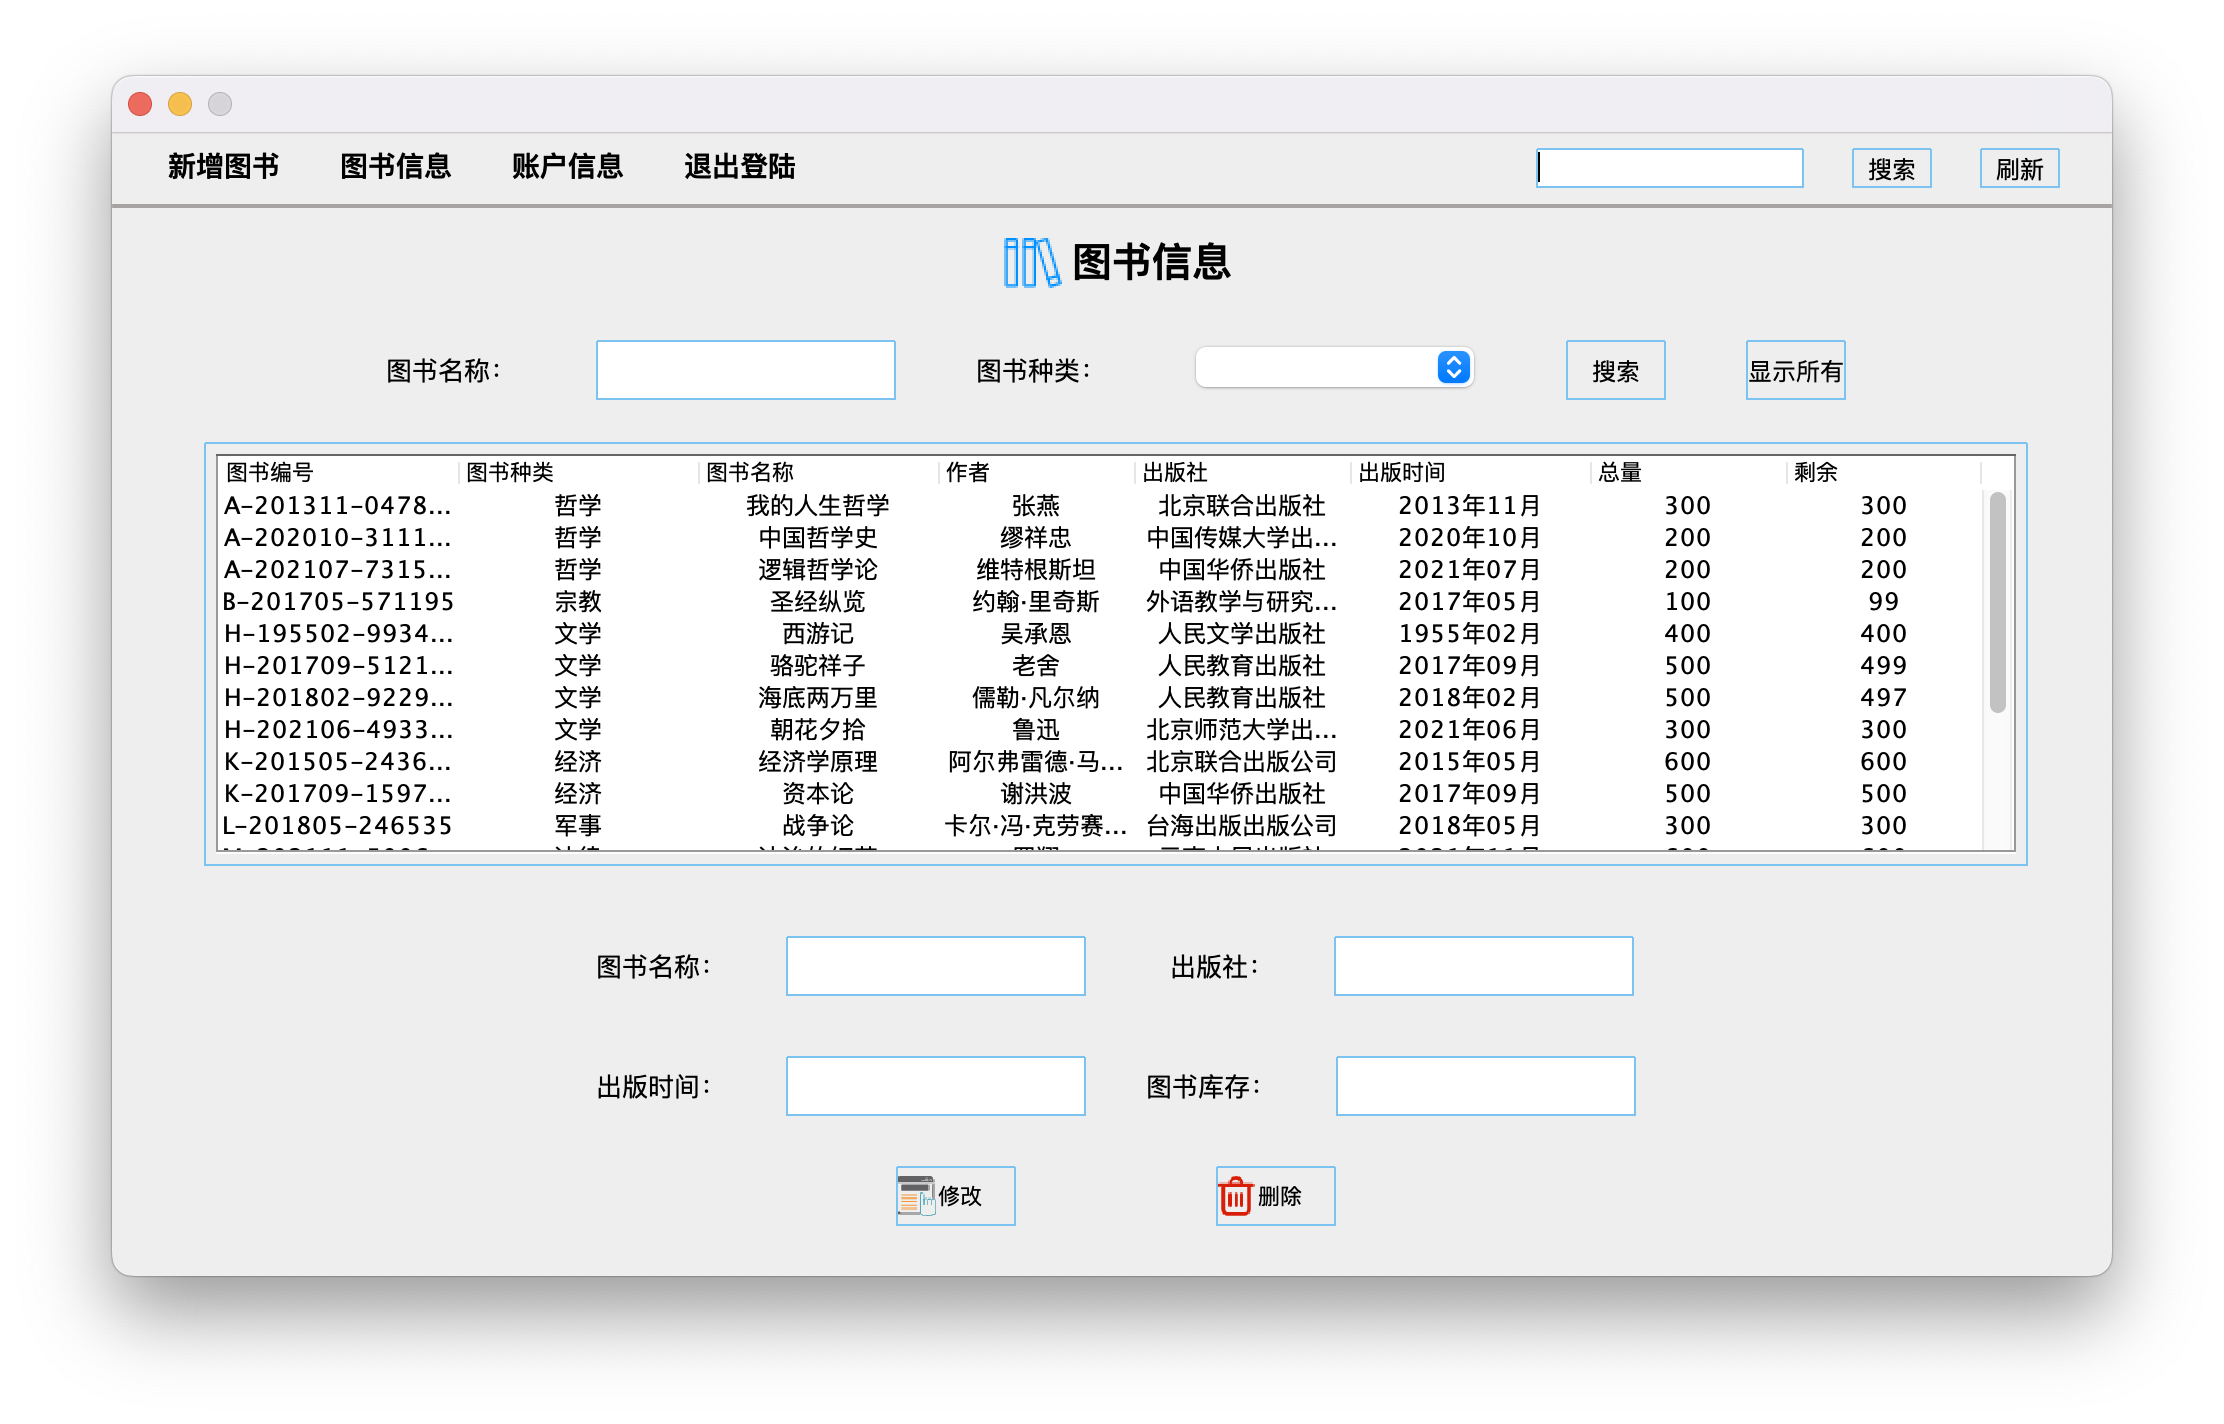 新增图书 图书信息 账户信息 退出登陆 搜索 刷新
图书信息
图书名称： 图书种类： 搜索 显示所有
图书编号 图书种类 图书名称 作者 出版社 出版时间 总量 剩余
A-201311-0478... 哲学 我的人生哲学 张燕 北京联合出版社 2013年11月 300 300
A-202010-3111... 哲学 中国哲学史 缪祥忠 中国传媒大学出... 2020年10月 200 200
A-202107-7315... 哲学 逻辑哲学论 维特根斯坦 中国华侨出版社 2021年07月 200 200
B-201705-571195 宗教 圣经纵览 约翰·里奇斯 外语教学与研究... 2017年05月 100 99
H-195502-9934... 文学 西游记 吴承恩 人民文学出版社 1955年02月 400 400
H-201709-5121... 文学 骆驼祥子 老舍 人民教育出版社 2017年09月 500 499
H-201802-9229... 文学 海底两万里 儒勒·凡尔纳 人民教育出版社 2018年02月 500 497
H-202106-4933... 文学 朝花夕拾 鲁迅 北京师范大学出... 2021年06月 300 300
K-201505-2436... 经济 经济学原理 阿尔弗雷德·马... 北京联合出版公司 2015年05月 600 600
K-201709-1597... 经济 资本论 谢洪波 中国华侨出版社 2017年09月 500 500
L-201805-246535 军事 战争论 卡尔·冯·克劳赛... 台海出版出版公司 2018年05月 300 300
图书名称： 出版社：
出版时间： 图书库存：
修改 删除